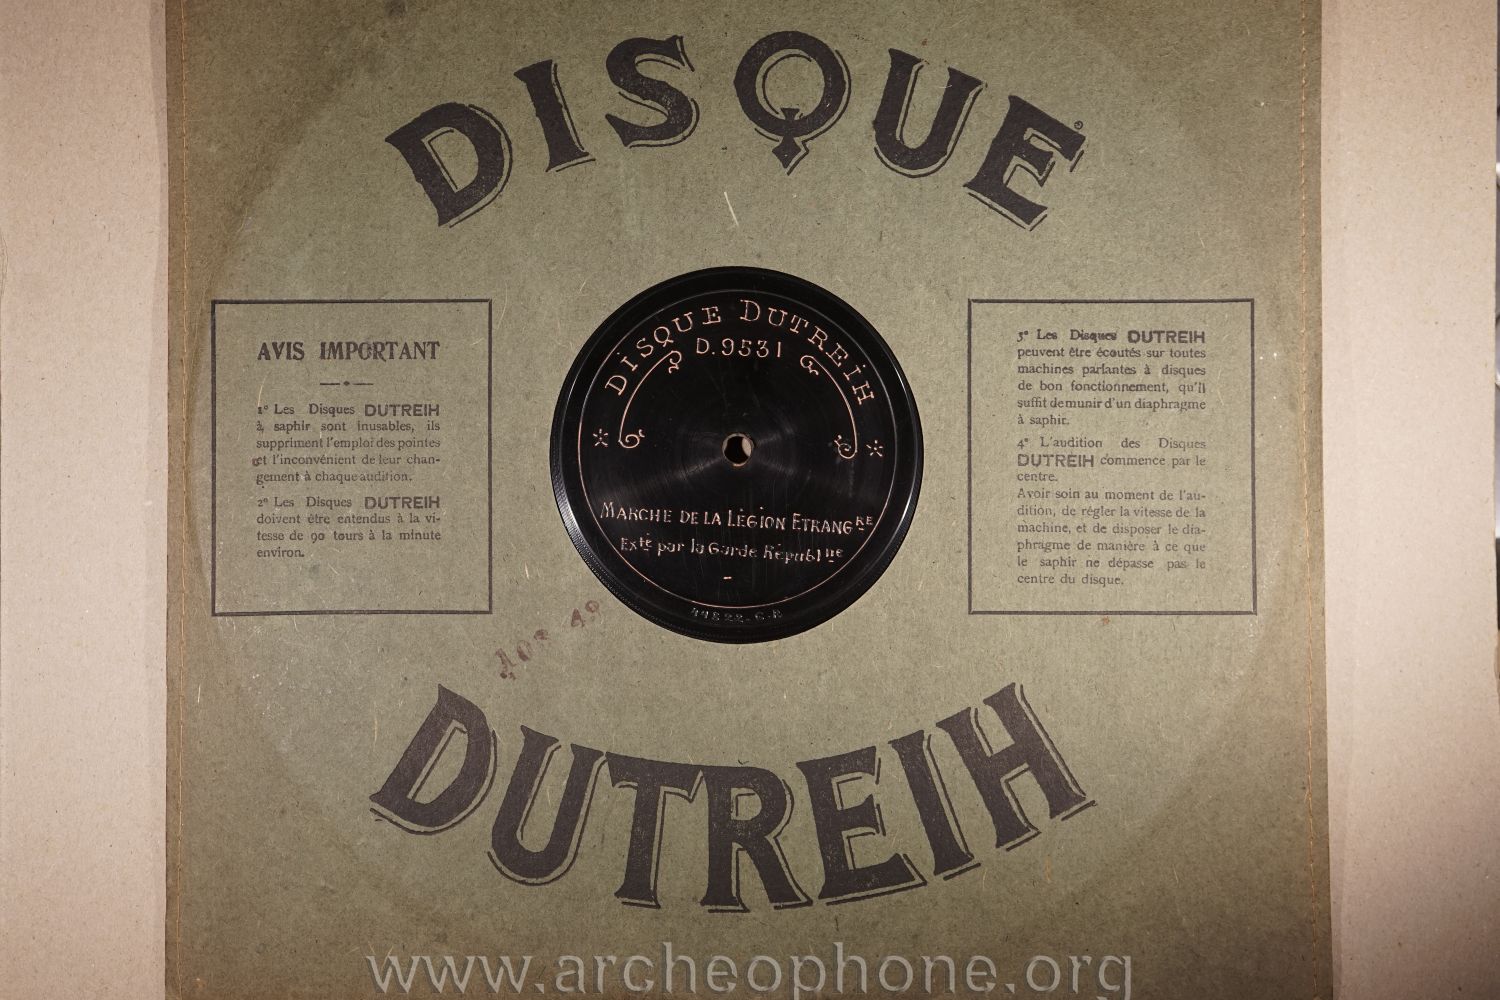 DISQUE
AVIS IMPORTANT
1º Les Disques DUTREIH
à saphir sont inusables, ils
suppriment l'emploi des pointes
et l'inconvénient de leur chan-
gement à chaque audition.
2º Les Disques DUTREIH
doivent être entendus à la vi-
tesse de 90 tours à la minute
environ.
DISQUE DUTREIH
D.9531
MARCHE DE LA LÉGION ETRANGRE
Exté par la Garde Républne
44822-G-R
3º Les Disques DUTREIH
peuvent être écoutés sur toutes
machines parlantes à disques
de bon fonctionnement, qu'il
suffit de munir d'un diaphragme
à saphir.
4º L'audition des Disques
DUTREIH commence par le
centre.
Avoir soin au moment de l'au-
dition, de régler la vitesse de la
machine, et de disposer le dia-
phragme de manière à ce que
le saphir ne dépasse pas le
centre du disque.
DUTREIH
www.archeophone.org